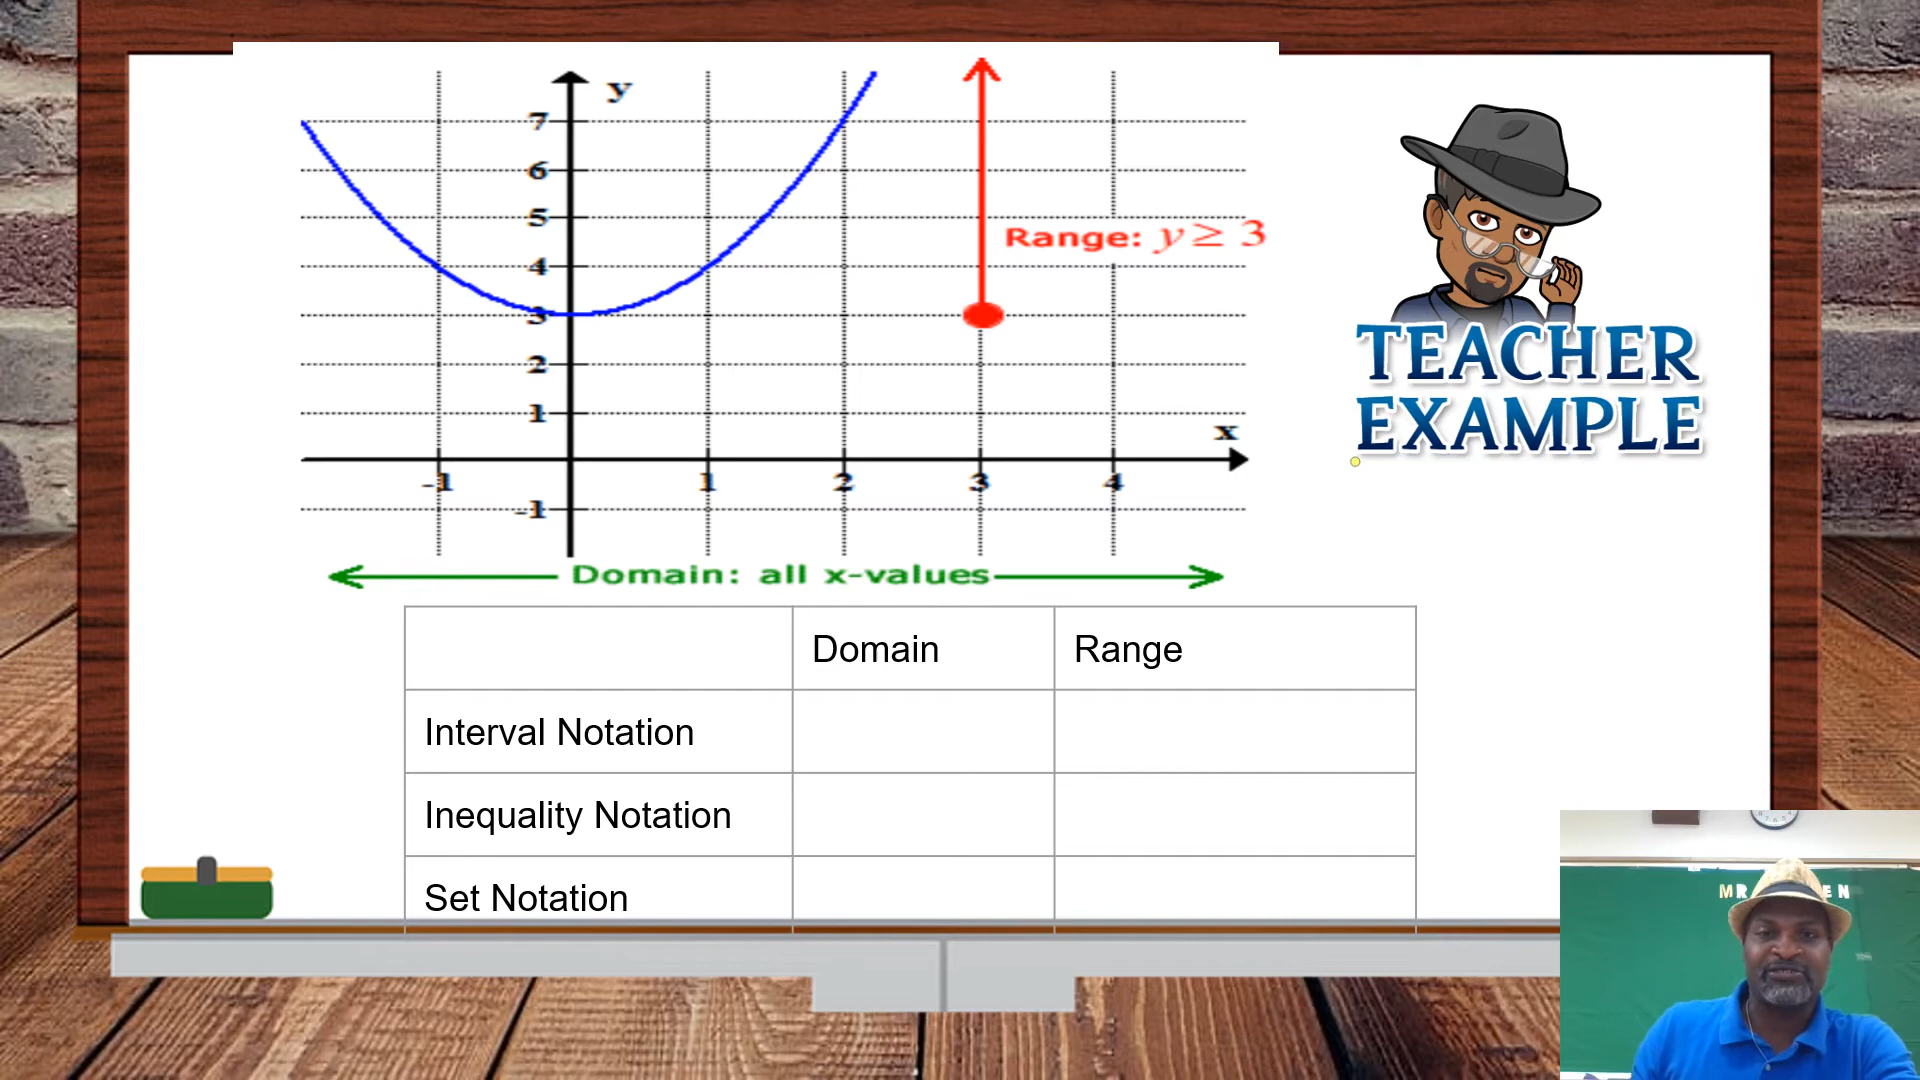 y
7
6
5
4
3
2
1
-1
x
-1 1 2 3 4
Range: y ≥ 3
Domain: all x-values
TEACHER
EXAMPLE
Domain Range
Interval Notation
Inequality Notation
Set Notation